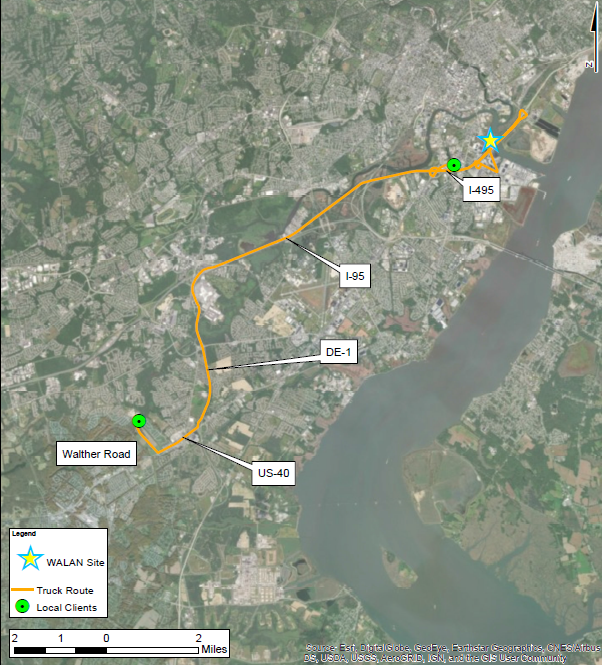 N
I-495
I-95
DE-1
Walther Road
US-40
Legend
WALAN Site
Truck Route
Local Clients
2 1 0 2
Miles
Source: Esri, DigitalGlobe, GeoEye, Earthstar Geographics, CNES/Airbus
DS, USDA, USGS, AeroGRID, IGN, and the GIS User Community